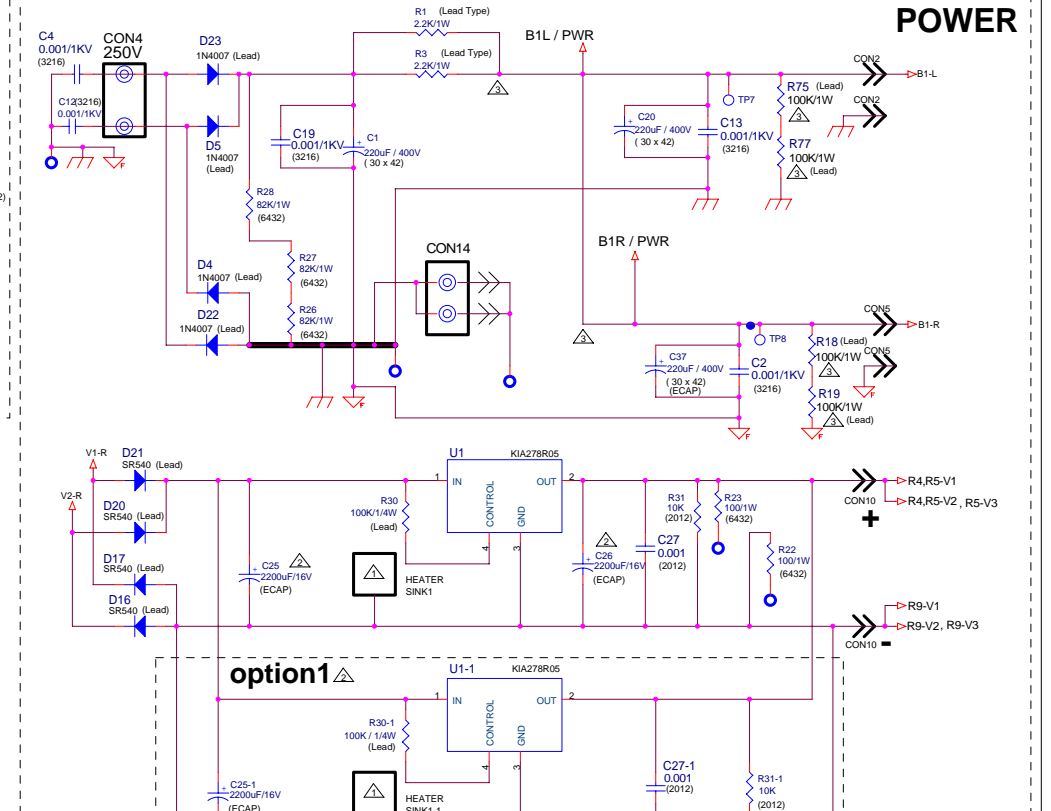 POWER
C4
0.001/1KV
(3216)
CON4
250V
C12(3216)
0.001/1KV
D23
1N4007 (Lead)
D5
1N4007
(Lead)
R1 (Lead Type)
2.2K/1W
R3 (Lead Type)
2.2K/1W
3
B1L / PWR
C19
0.001/1KV
(3216)
C1
+
220uF / 400V
( 30 x 42)
C20
+
220uF / 400V
( 30 x 42)
C13
0.001/1KV
(3216)
TP7
R75 (Lead)
100K/1W
3
R77
100K/1W
3 (Lead)
CON2
B1-L
CON2
R28
82K/1W
(6432)
R27
82K/1W
(6432)
R26
82K/1W
(6432)
D4
1N4007 (Lead)
D22
1N4007 (Lead)
CON14
B1R / PWR
3
F
F
C37
+
220uF / 400V
( 30 x 42)
(ECAP)
C2
0.001/1KV
(3216)
TP8
R18 (Lead)
100K/1W
3
R19
100K/1W
3 (Lead)
CON5
B1-R
CON5
F
F
F
V1-R
V2-R
D21
SR540 (Lead)
D20
SR540 (Lead)
D17
SR540 (Lead)
D16
SR540 (Lead)
C25
2
+
2200uF/16V
(ECAP)
R30
100K/1/4W
(Lead)
1
HEATER
SINK1
U1
KIA278R05
1
IN
OUT
2
CONTROL
GND
4
3
2
C26
+
2200uF/16V
(ECAP)
C27
0.001
(2012)
R31
10K
(2012)
R23
100/1W
(6432)
R22
100/1W
(6432)
CON10
+
R4,R5-V1
R4,R5-V2 , R5-V3
CON10 -
R9-V1
R9-V2, R9-V3
option1 2
U1-1
KIA278R05
1
IN
OUT
2
CONTROL
GND
4
3
R30-1
100K / 1/4W
(Lead)
1
HEATER
C25-1
+
2200uF/16V
C27-1
0.001
(2012)
R31-1
10K
(2012)